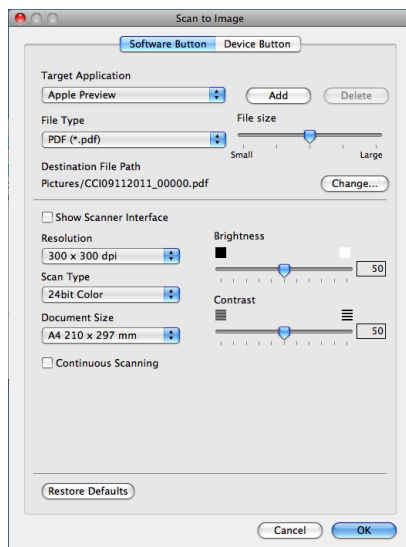 Scan to Image
Software Button Device Button
Target Application
Apple Preview Add Delete
File Type File size
PDF (*.pdf)
Small Large
Destination File Path
Pictures/CCI09112011_00000.pdf Change...
Show Scanner Interface
Resolution Brightness
300 x 300 dpi
50
Scan Type
24bit Color Contrast
Document Size
A4 210 x 297 mm 50
Continuous Scanning
Restore Defaults
Cancel OK